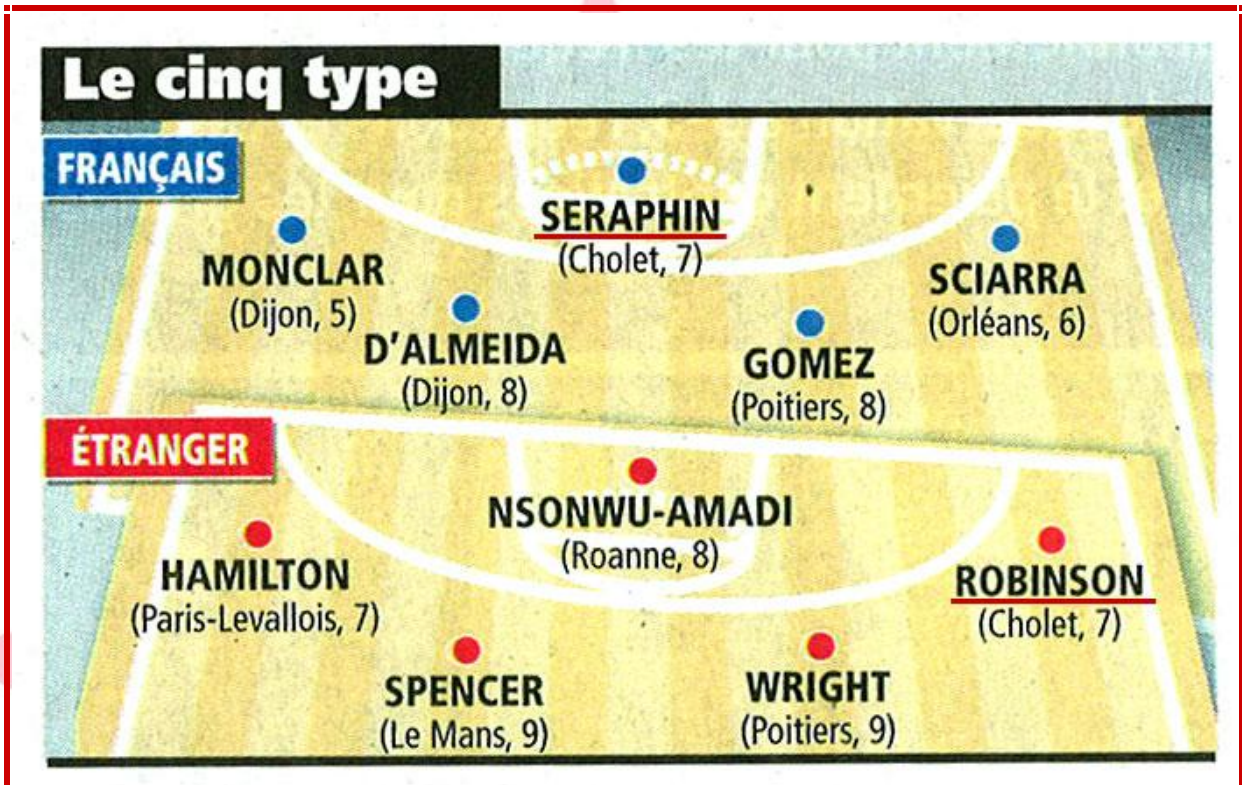 Le cinq type
FRANÇAIS
SERAPHIN
(Cholet, 7)
MONCLAR
(Dijon, 5)
SCIARRA
(Orléans, 6)
D'ALMEIDA
(Dijon, 8)
GOMEZ
(Poitiers, 8)
ÉTRANGER
NSONWU-AMADI
(Roanne, 8)
HAMILTON
(Paris-Levallois, 7)
ROBINSON
(Cholet, 7)
SPENCER
(Le Mans, 9)
WRIGHT
(Poitiers, 9)